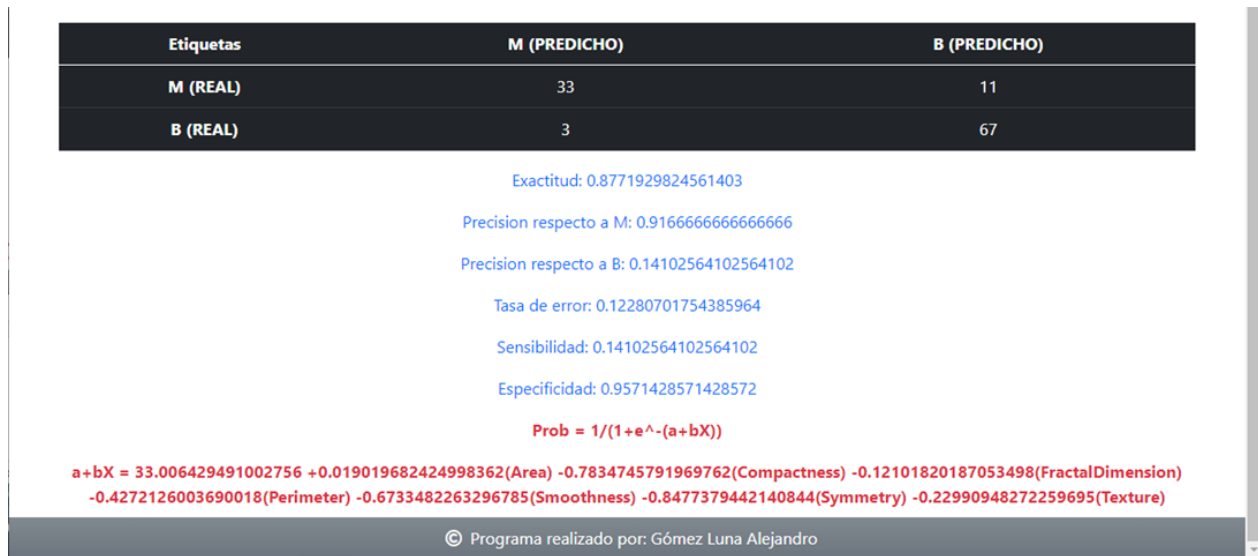 Etiquetas M (PREDICHO) B (PREDICHO)
M (REAL) 33 11
B (REAL) 3 67
Exactitud: 0.8771929824561403
Precision respecto a M: 0.9166666666666666
Precision respecto a B: 0.14102564102564102
Tasa de error: 0.12280701754385964
Sensibilidad: 0.14102564102564102
Especificidad: 0.9571428571428572
Prob = 1/(1+e^-(a+bX))
a+bX = 33.006429491002756 +0.019019682424998362(Area) -0.7834745791969762(Compactness) -0.12101820187053498(FractalDimension)
-0.4272126003690018(Perimeter) -0.6733482263296785(Smoothness) -0.8477379442140844(Symmetry) -0.22990948272259695(Texture)
© Programa realizado por: Gómez Luna Alejandro